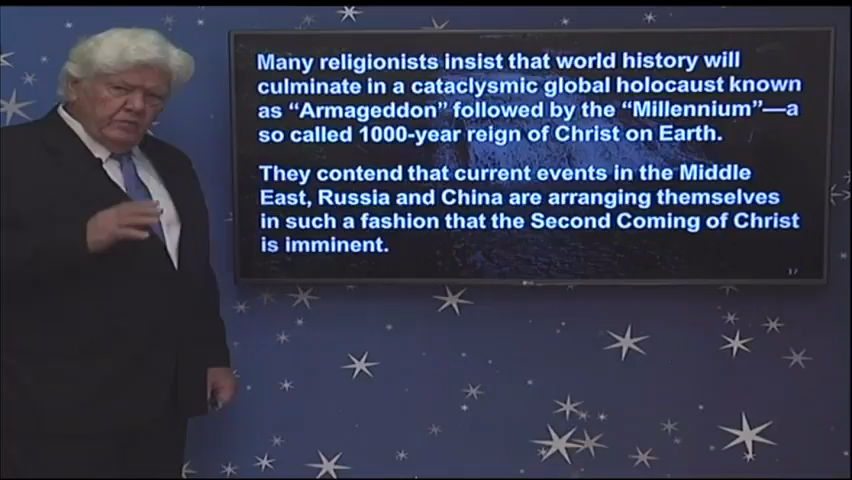 Many religionists insist that world history will
culminate in a cataclysmic global holocaust known
as “Armageddon” followed by the “Millennium”—a
so called 1000-year reign of Christ on Earth.
They contend that current events in the Middle
East, Russia and China are arranging themselves
in such a fashion that the Second Coming of Christ
is imminent.
17